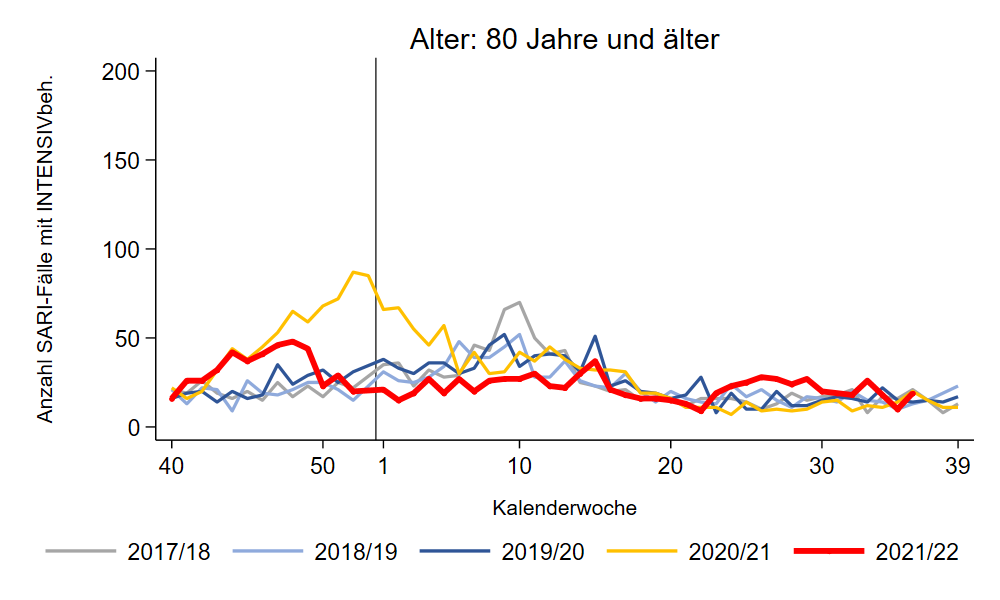 Alter: 80 Jahre und älter
Anzahl SARI-Fälle mit INTENSIVbeh.
200
150
100
50
0
40 50 1 10 20 30 39
Kalenderwoche
2017/18 2018/19 2019/20 2020/21 2021/22